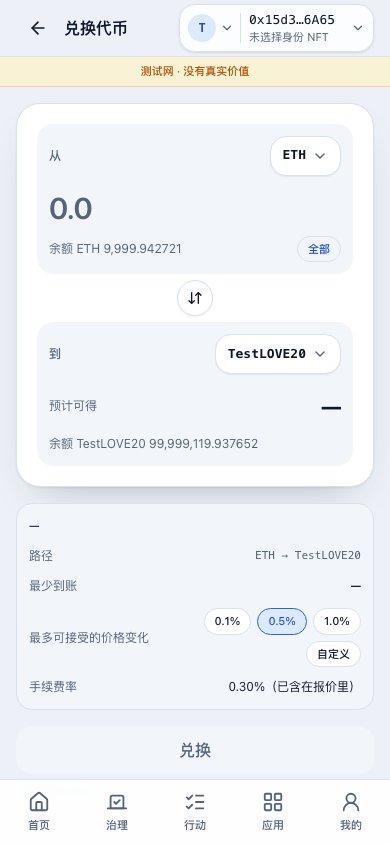 兑换代币
T
0x15d3…6A65
未选择身份 NFT
测试网 · 没有真实价值
从
ETH
0.0
余额 ETH 9,999.942721
全部
到
TestLOVE20
预计可得
—
余额 TestLOVE20 99,999,119.937652
—
路径
ETH → TestLOVE20
最少到账
—
最多可接受的价格变化
0.1%
0.5%
1.0%
自定义
手续费率
0.30%（已含在报价里）
兑换
首页
治理
行动
应用
我的